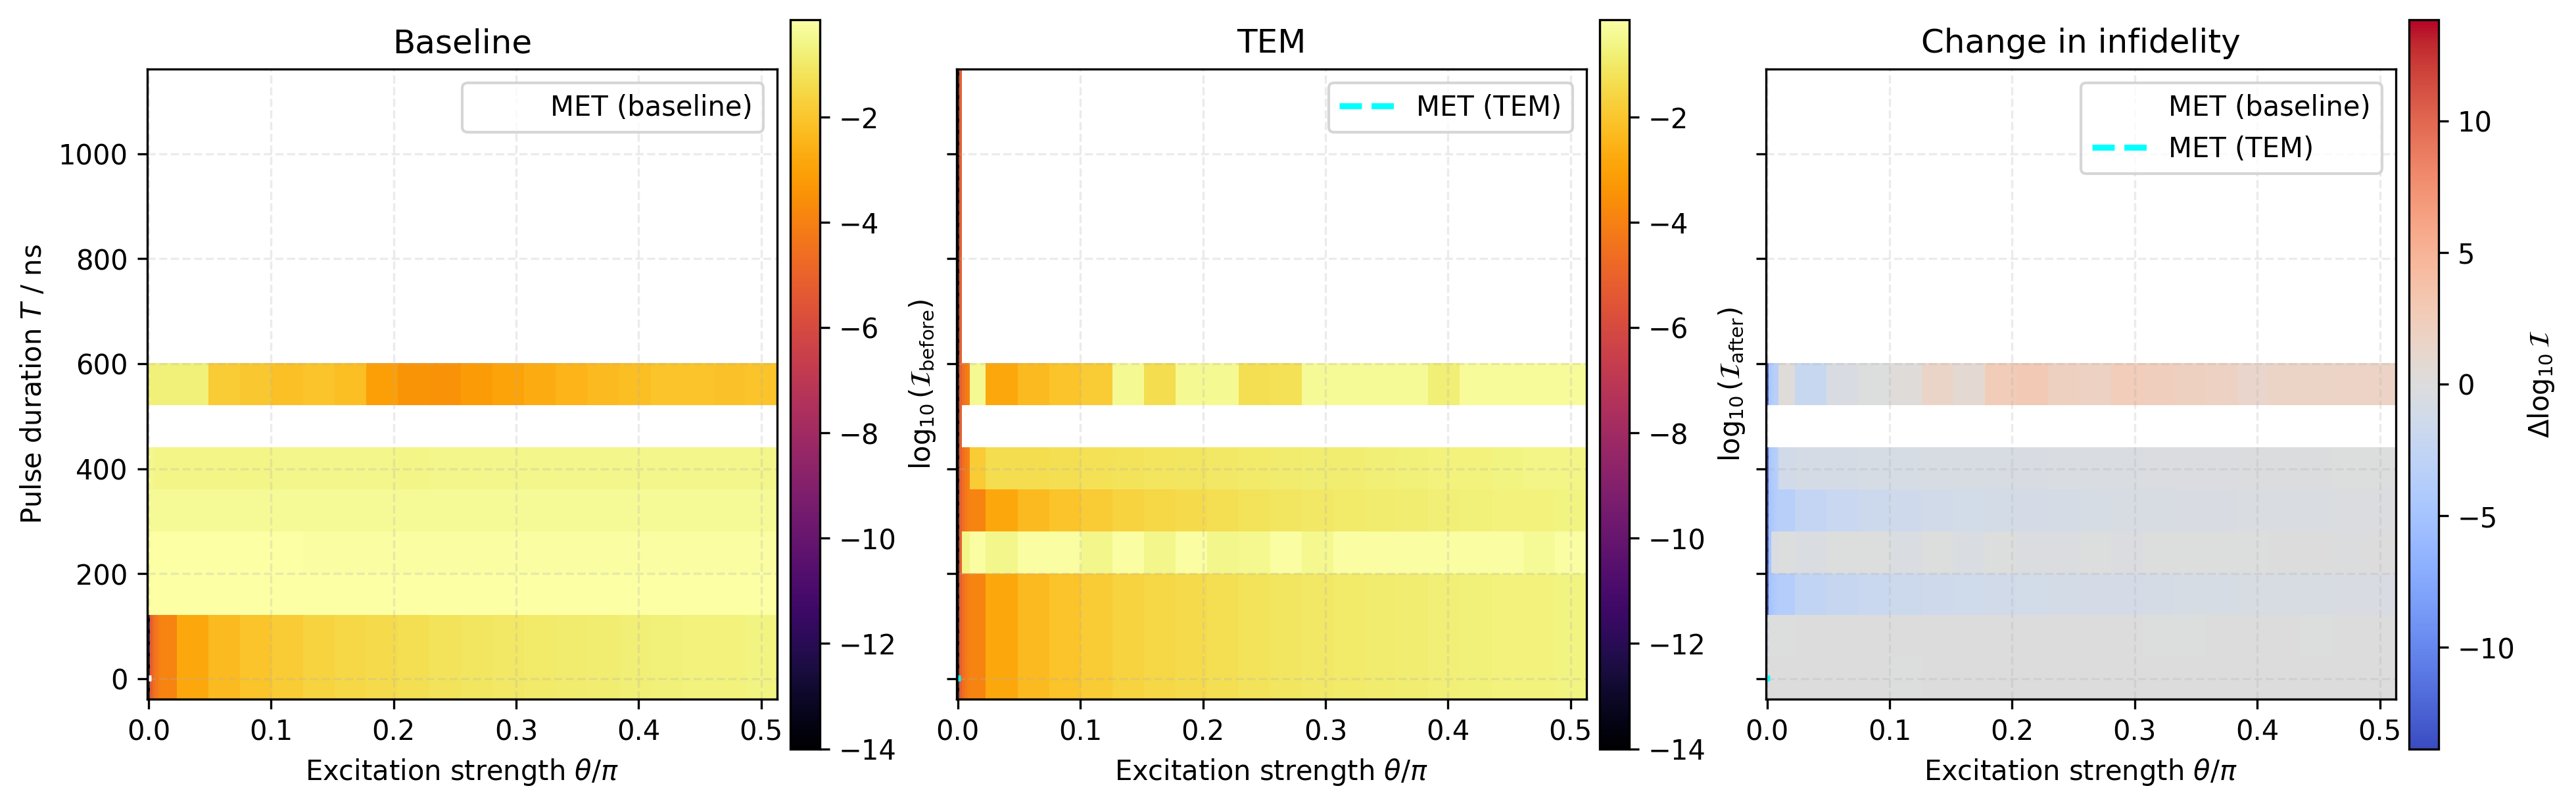 Baseline
MET (baseline)
Pulse duration T / ns
1000
800
600
400
200
0
0.0 0.1 0.2 0.3 0.4 0.5
Excitation strength θ/π
−2
−4
−6
−8
−10
−12
−14
log₁₀(ℐ_before)
TEM
MET (TEM)
0.0 0.1 0.2 0.3 0.4 0.5
Excitation strength θ/π
−2
−4
−6
−8
−10
−12
−14
log₁₀(ℐ_after)
Change in infidelity
MET (baseline)
MET (TEM)
0.0 0.1 0.2 0.3 0.4 0.5
Excitation strength θ/π
10
5
0
−5
−10
Δlog₁₀ ℐ